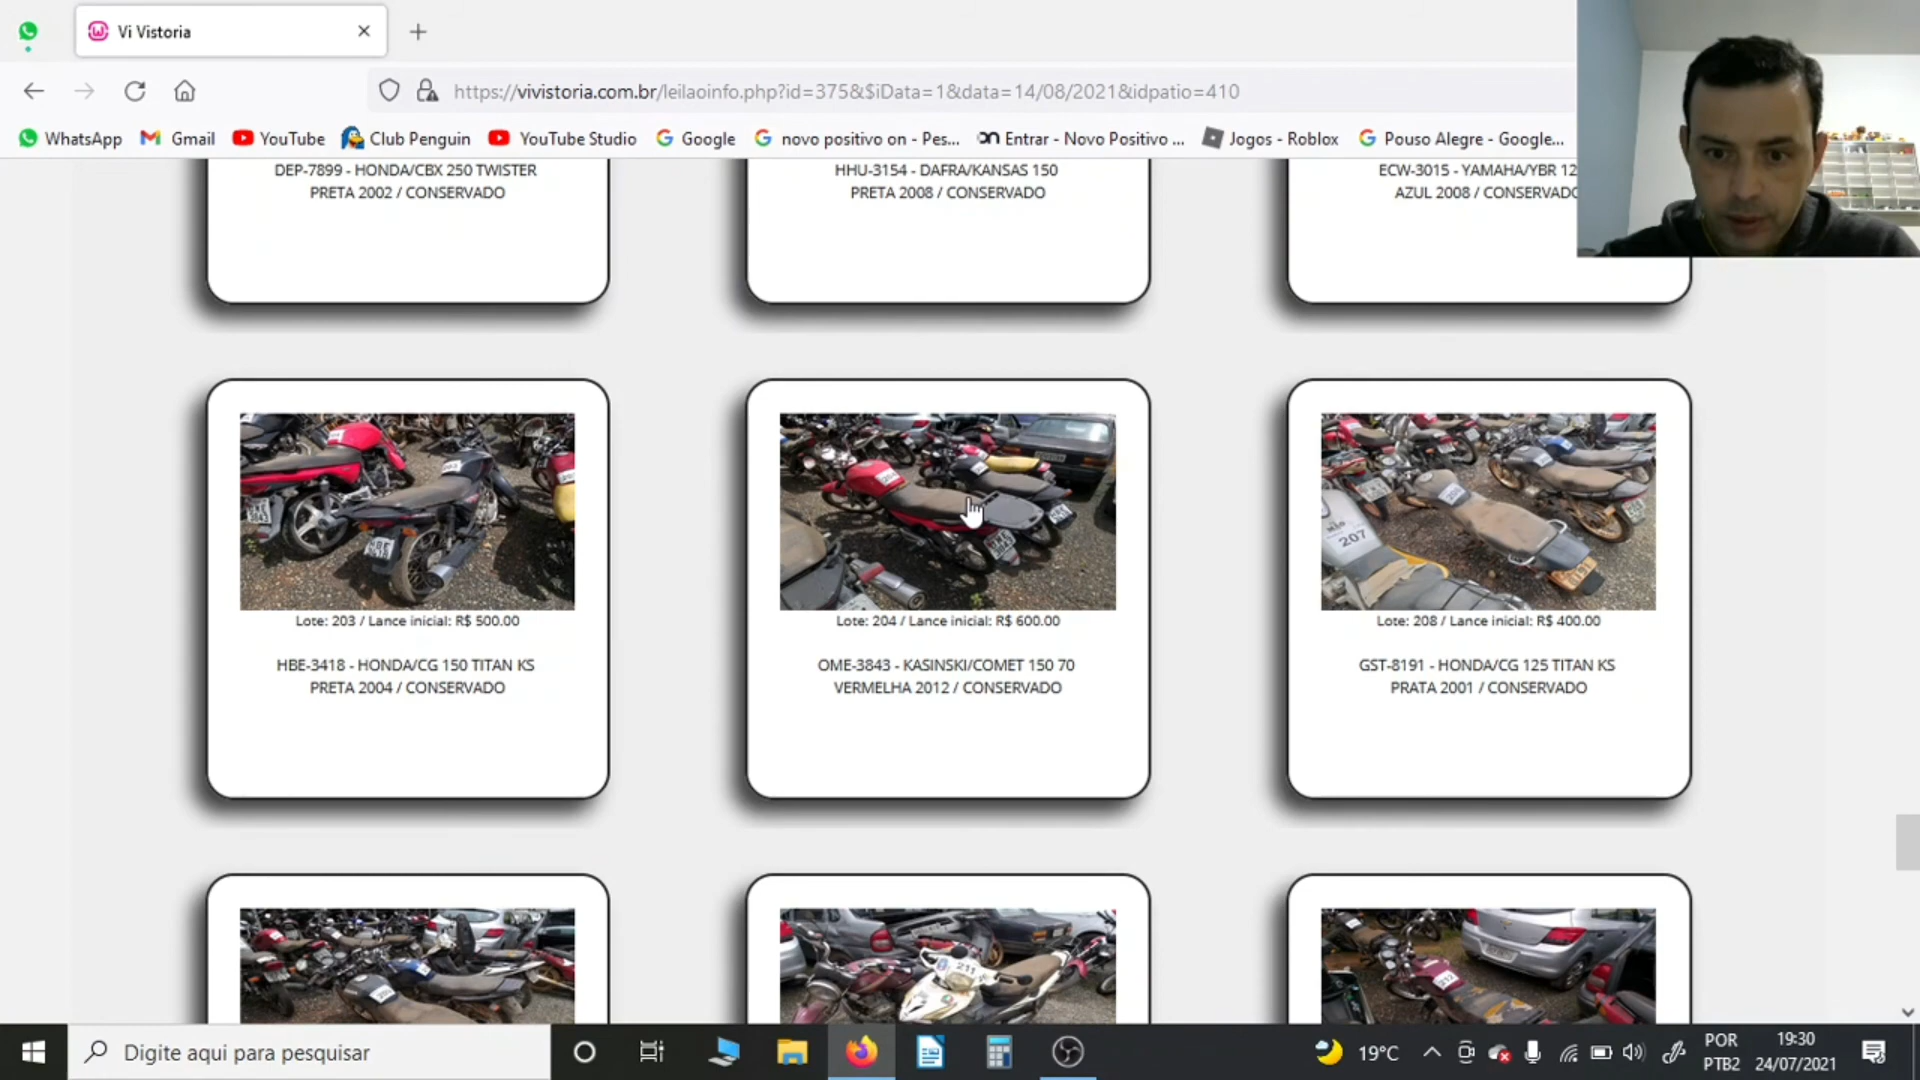 Vi Vistoria
https://vivistoria.com.br/leilaoinfo.php?id=375&$iData=1&data=14/08/2021&idpatio=410
WhatsApp
Gmail
YouTube
Club Penguin
YouTube Studio
Google
novo positivo on - Pes...
Entrar - Novo Positivo ...
Jogos - Roblox
Pouso Alegre - Google...
DEP-7899 - HONDA/CBX 250 TWISTER
PRETA 2002 / CONSERVADO
HHU-3154 - DAFRA/KANSAS 150
PRETA 2008 / CONSERVADO
ECW-3015 - YAMAHA/YBR 12
AZUL 2008 / CONSERVADO
207
Lote: 203 / Lance inicial: R$ 500.00
HBE-3418 - HONDA/CG 150 TITAN KS
PRETA 2004 / CONSERVADO
Lote: 204 / Lance inicial: R$ 600.00
OME-3843 - KASINSKI/COMET 150 70
VERMELHA 2012 / CONSERVADO
Lote: 208 / Lance inicial: R$ 400.00
GST-8191 - HONDA/CG 125 TITAN KS
PRATA 2001 / CONSERVADO
211
212
Digite aqui para pesquisar
19°C
POR
PTB2
19:30
24/07/2021